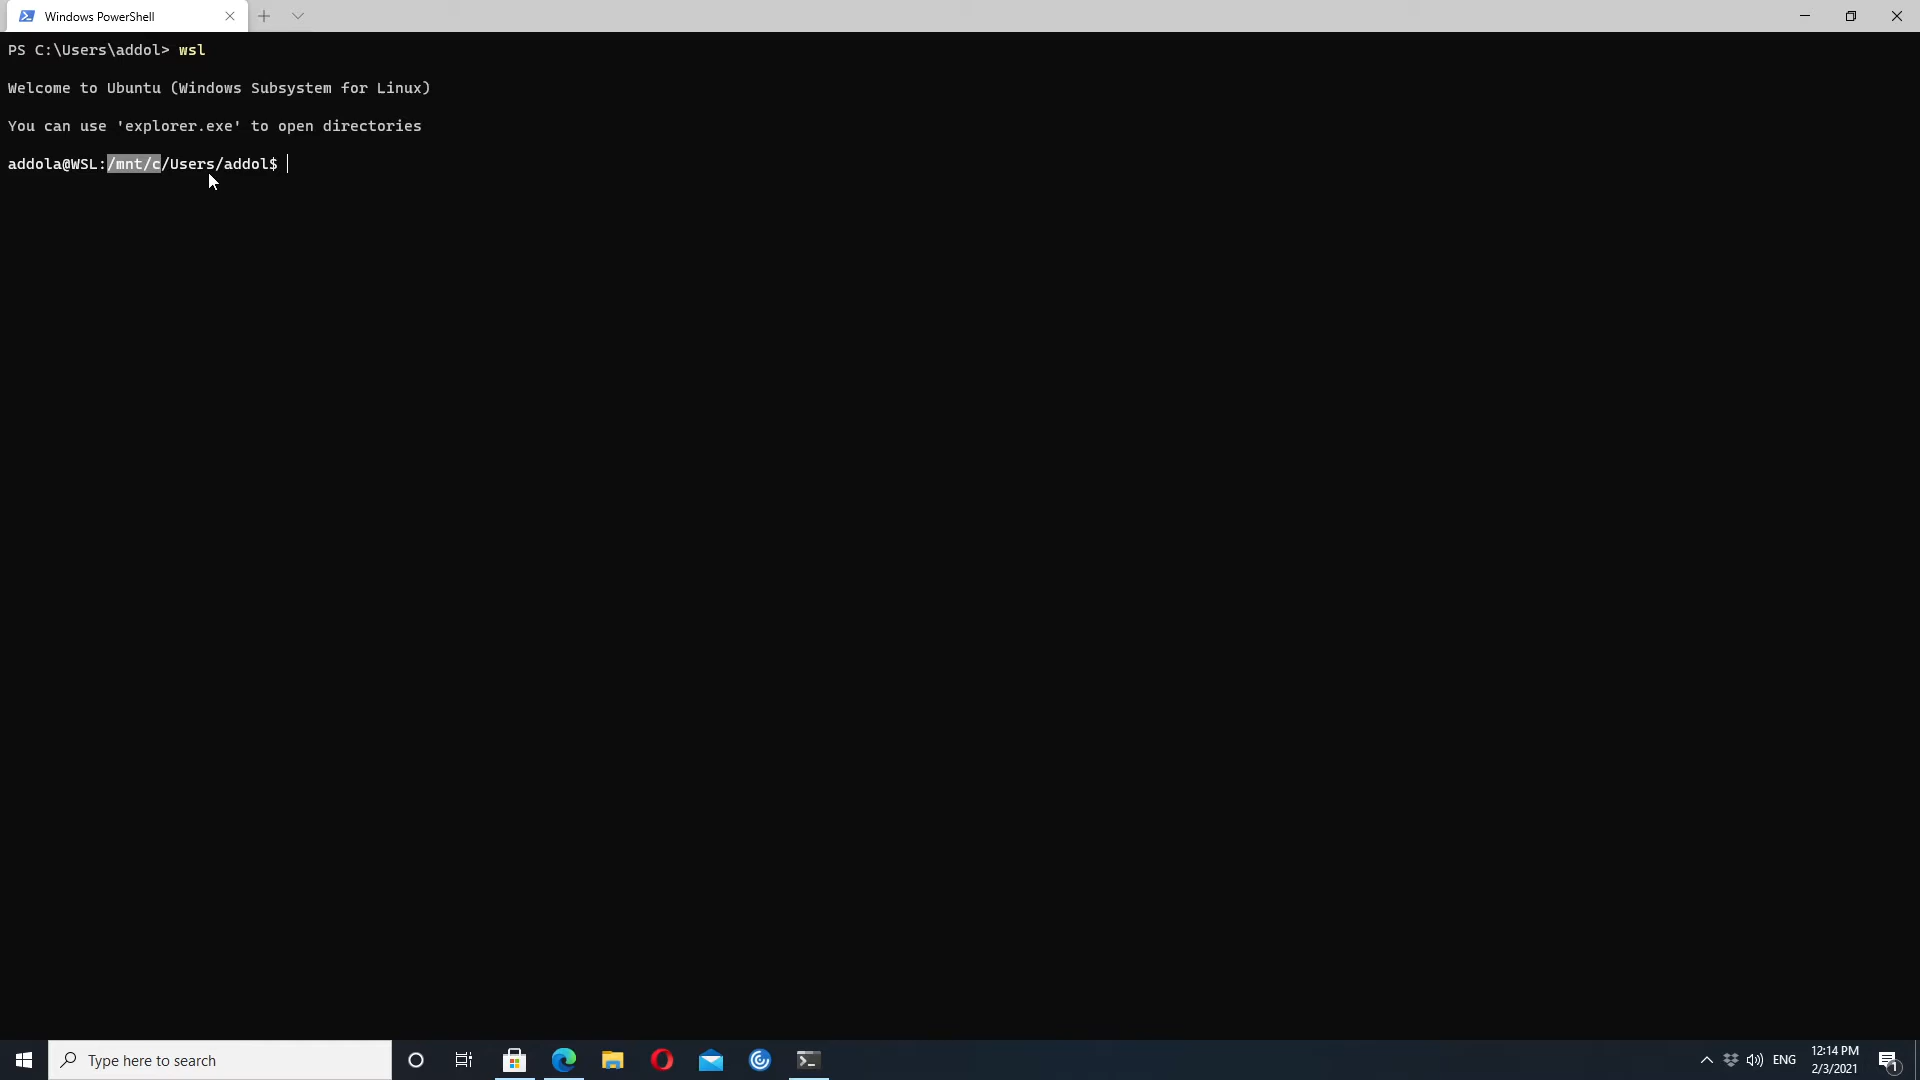 Windows PowerShell
PS C:\Users\addol> wsl
Welcome to Ubuntu (Windows Subsystem for Linux)
You can use 'explorer.exe' to open directories
addola@WSL:/mnt/c/Users/addol$
Type here to search
ENG
12:14 PM
2/3/2021
1